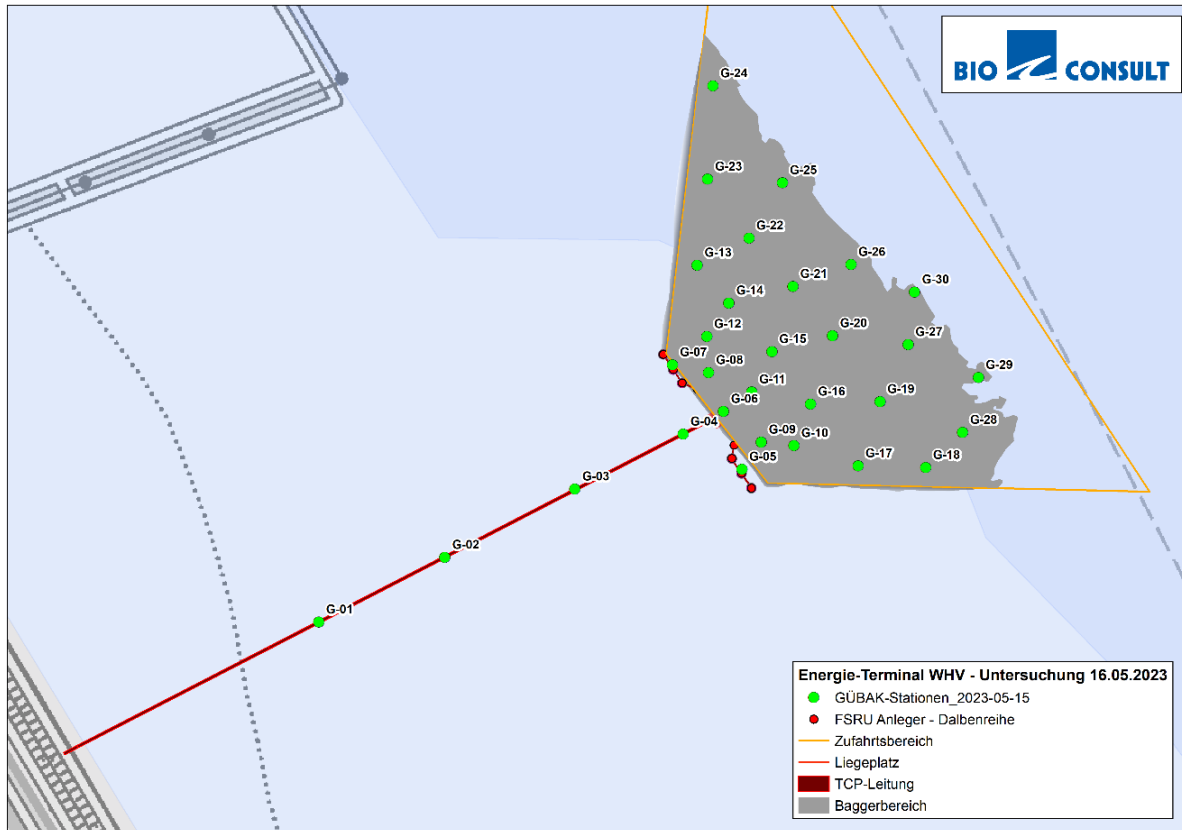 BIO CONSULT
G-24
G-23
G-25
G-22
G-13
G-26
G-21
G-30
G-14
G-12
G-20
G-27
G-15
G-07
G-08
G-29
G-11
G-06
G-16
G-19
G-04
G-09
G-10
G-28
G-05
G-17
G-18
G-03
G-02
G-01
Energie-Terminal WHV - Untersuchung 16.05.2023
GÜBAK-Stationen_2023-05-15
FSRU Anleger - Dalbenreihe
Zufahrtsbereich
Liegeplatz
TCP-Leitung
Baggerbereich